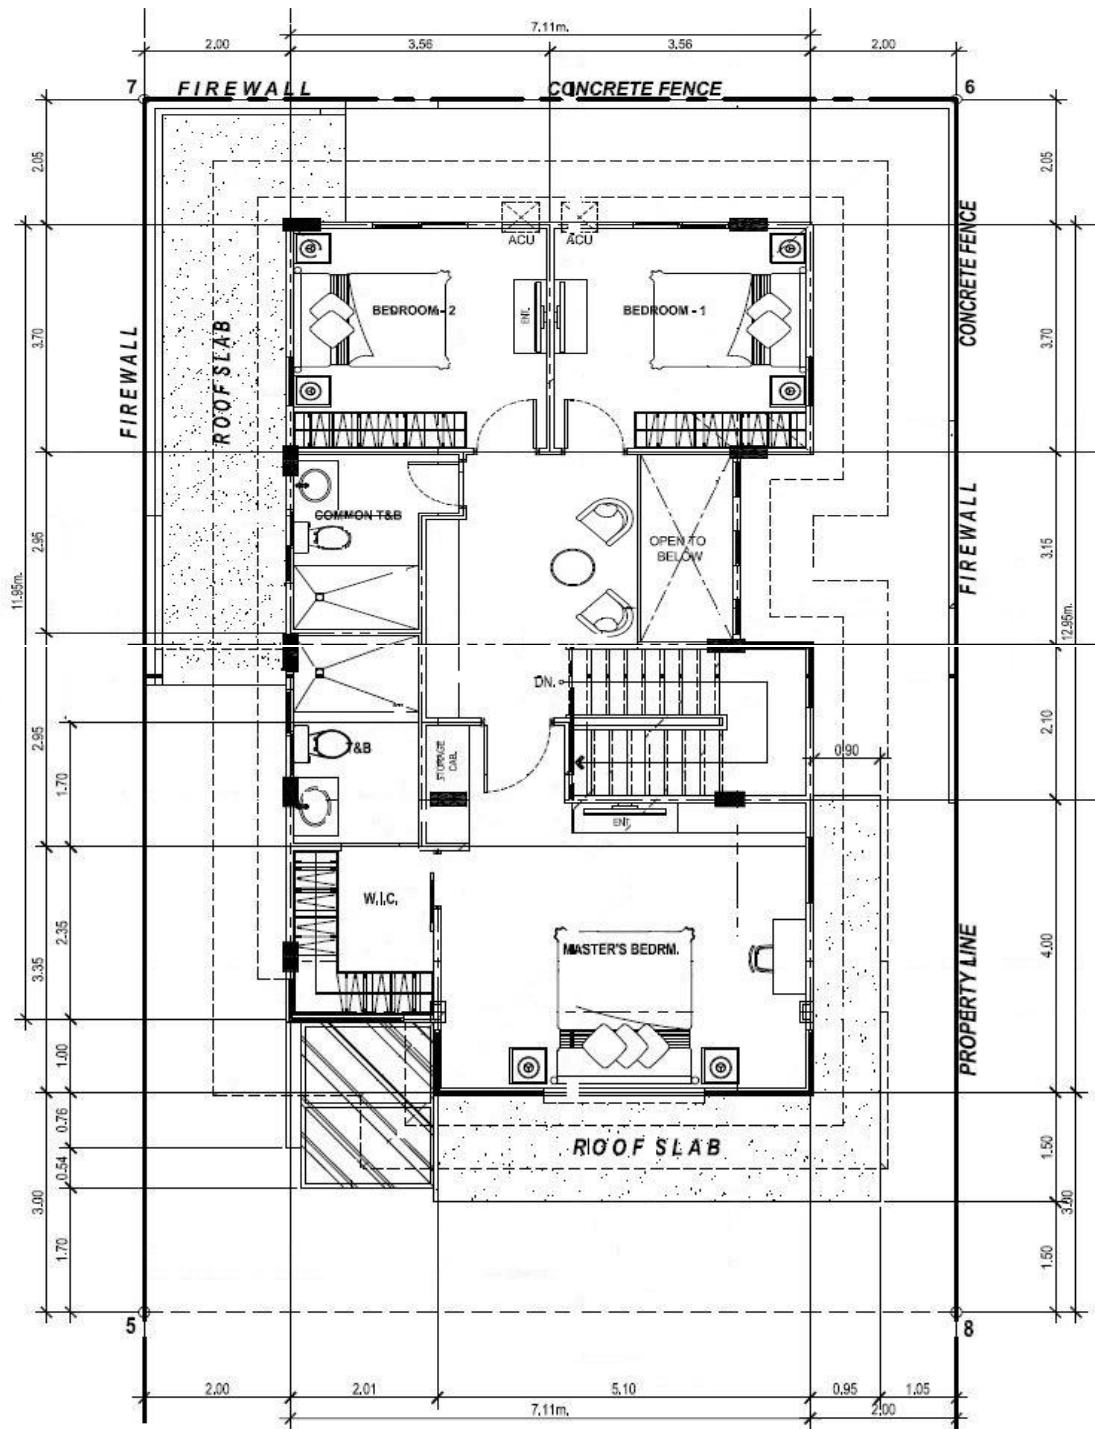 7.11m.
2.00
3.56
3.56
2.00
7
FIREWALL
CONCRETE FENCE
6
2.05
2.05
ACU
ACU
BEDROOM - 2
ENT.
BEDROOM - 1
CONCRETE FENCE
3.70
FIREWALL
ROOF SLAB
3.70
COMMON T&B
OPEN TO
BELOW
2.95
3.15
FIREWALL
11.95m.
12.95m.
DN.
T&B
STORAGE
CAB.
2.95
1.70
2.10
0.90
ENT.
W.I.C.
MASTER'S BEDRM.
2.35
3.35
4.00
PROPERTY LINE
1.00
0.76
0.54
3.00
1.70
ROOF SLAB
1.50
3.00
1.50
5
8
2.00
2.01
5.10
0.95
1.05
7.11m.
2.00